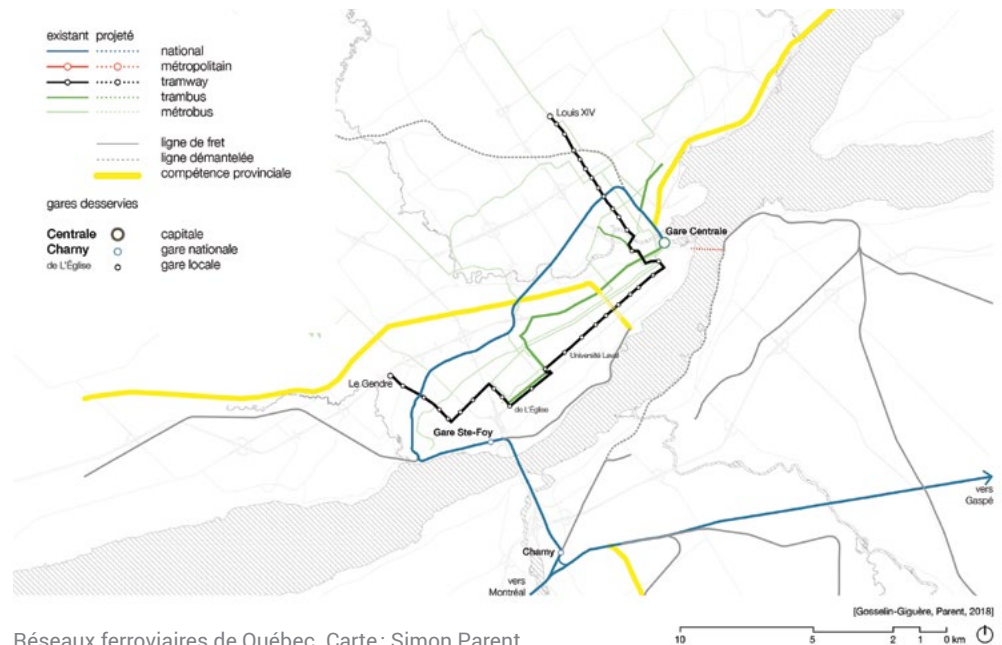 existant projeté
national
métropolitain
tramway
trambus
métrobus
ligne de fret
ligne démantelée
compétence provinciale
gares desservies
Centrale capitale
Charny gare nationale
de L'Église gare locale
Louis XIV
Gare Centrale
Université Laval
Le Gendre
de L'Église
Gare Ste-Foy
vers
Gaspé
Charny
vers
Montréal
[Gosselin-Giguère, Parent, 2018]
10 5 2 1 0 km
Réseaux ferroviaires de Québec. Carte : Simon Parent